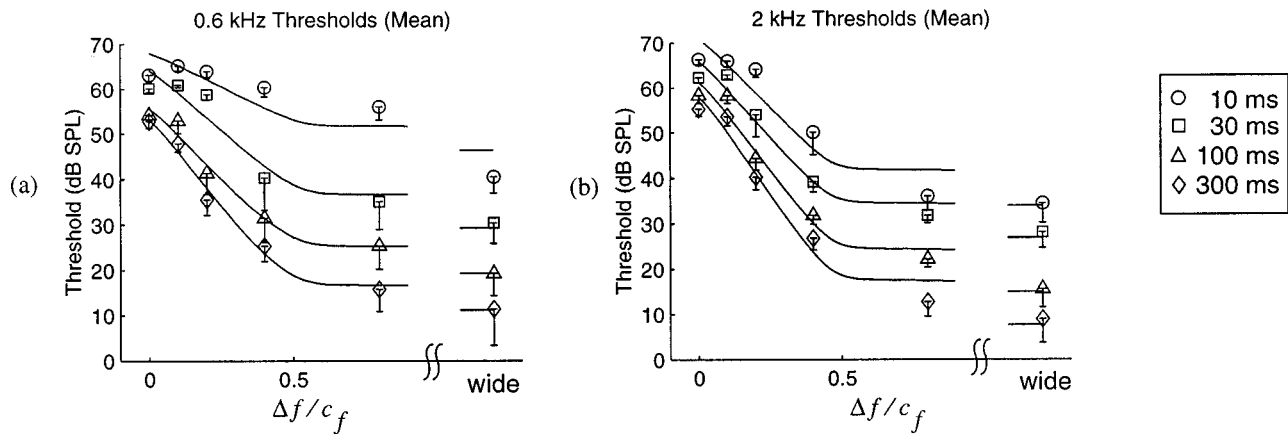 0.6 kHz Thresholds (Mean)
70
60
50
40
30
20
10
0
Threshold (dB SPL)
(a)
0
0.5
wide
Δf/c_f
2 kHz Thresholds (Mean)
70
60
50
40
30
20
10
0
Threshold (dB SPL)
(b)
0
0.5
wide
Δf/c_f
10 ms
30 ms
100 ms
300 ms